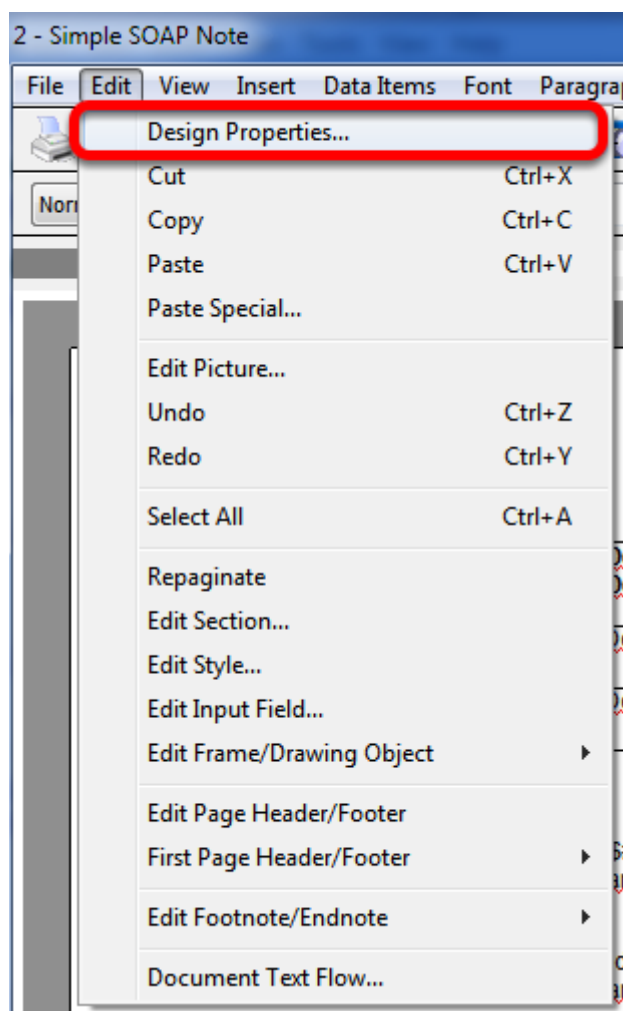 2 - Simple SOAP Note
File Edit View Insert Data Items Font
Design Properties...
Cut Ctrl+X
Copy Ctrl+C
Paste Ctrl+V
Paste Special...
Edit Picture...
Undo Ctrl+Z
Redo Ctrl+Y
Select All Ctrl+A
Repaginate
Edit Section...
Edit Style...
Edit Input Field...
Edit Frame/Drawing Object
Edit Page Header/Footer
First Page Header/Footer
Edit Footnote/Endnote
Document Text Flow...